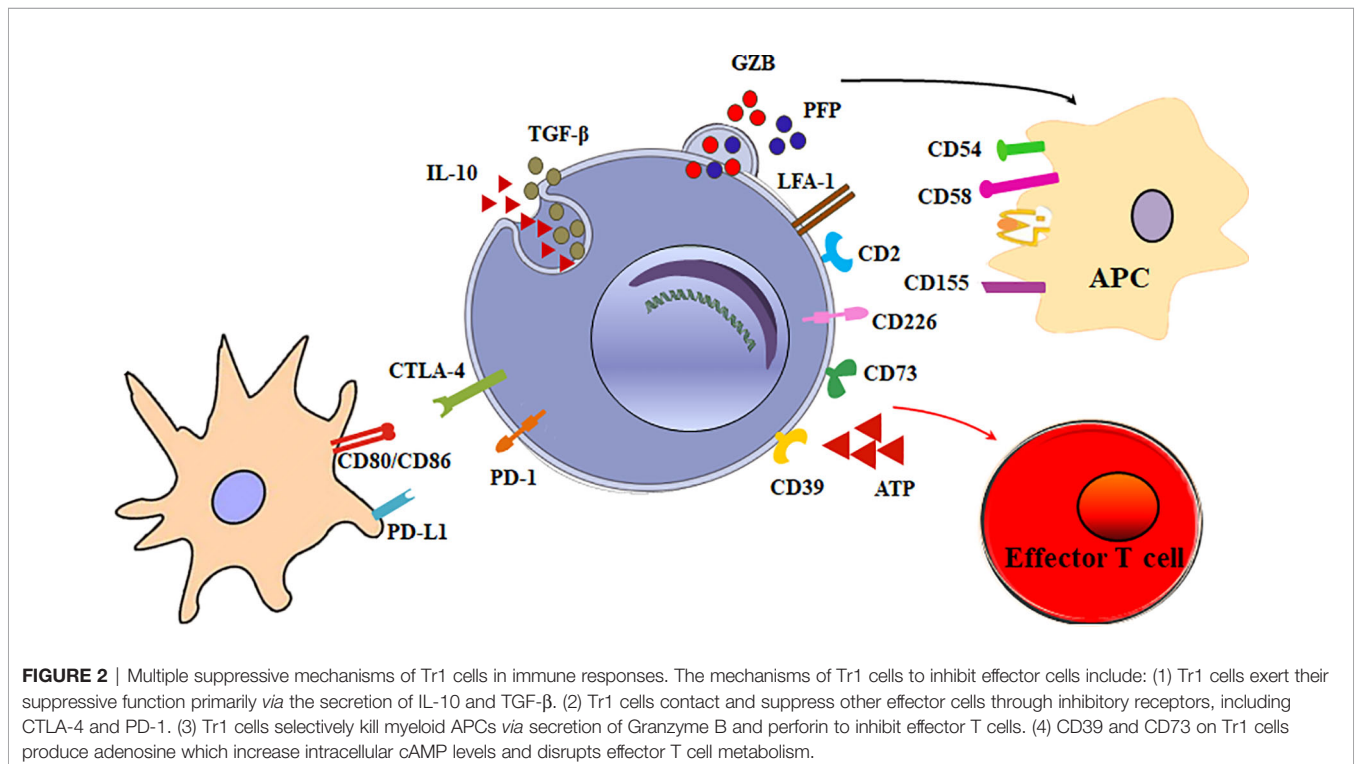 GZB
PFP
TGF-β
IL-10
LFA-1
CD54
CD58
CD2
CD155
APC
CD226
CTLA-4
CD73
CD80/CD86
PD-1
CD39
ATP
PD-L1
Effector T cell
FIGURE 2 | Multiple suppressive mechanisms of Tr1 cells in immune responses. The mechanisms of Tr1 cells to inhibit effector cells include: (1) Tr1 cells exert their
suppressive function primarily via the secretion of IL-10 and TGF-β. (2) Tr1 cells contact and suppress other effector cells through inhibitory receptors, including
CTLA-4 and PD-1. (3) Tr1 cells selectively kill myeloid APCs via secretion of Granzyme B and perforin to inhibit effector T cells. (4) CD39 and CD73 on Tr1 cells
produce adenosine which increase intracellular cAMP levels and disrupts effector T cell metabolism.